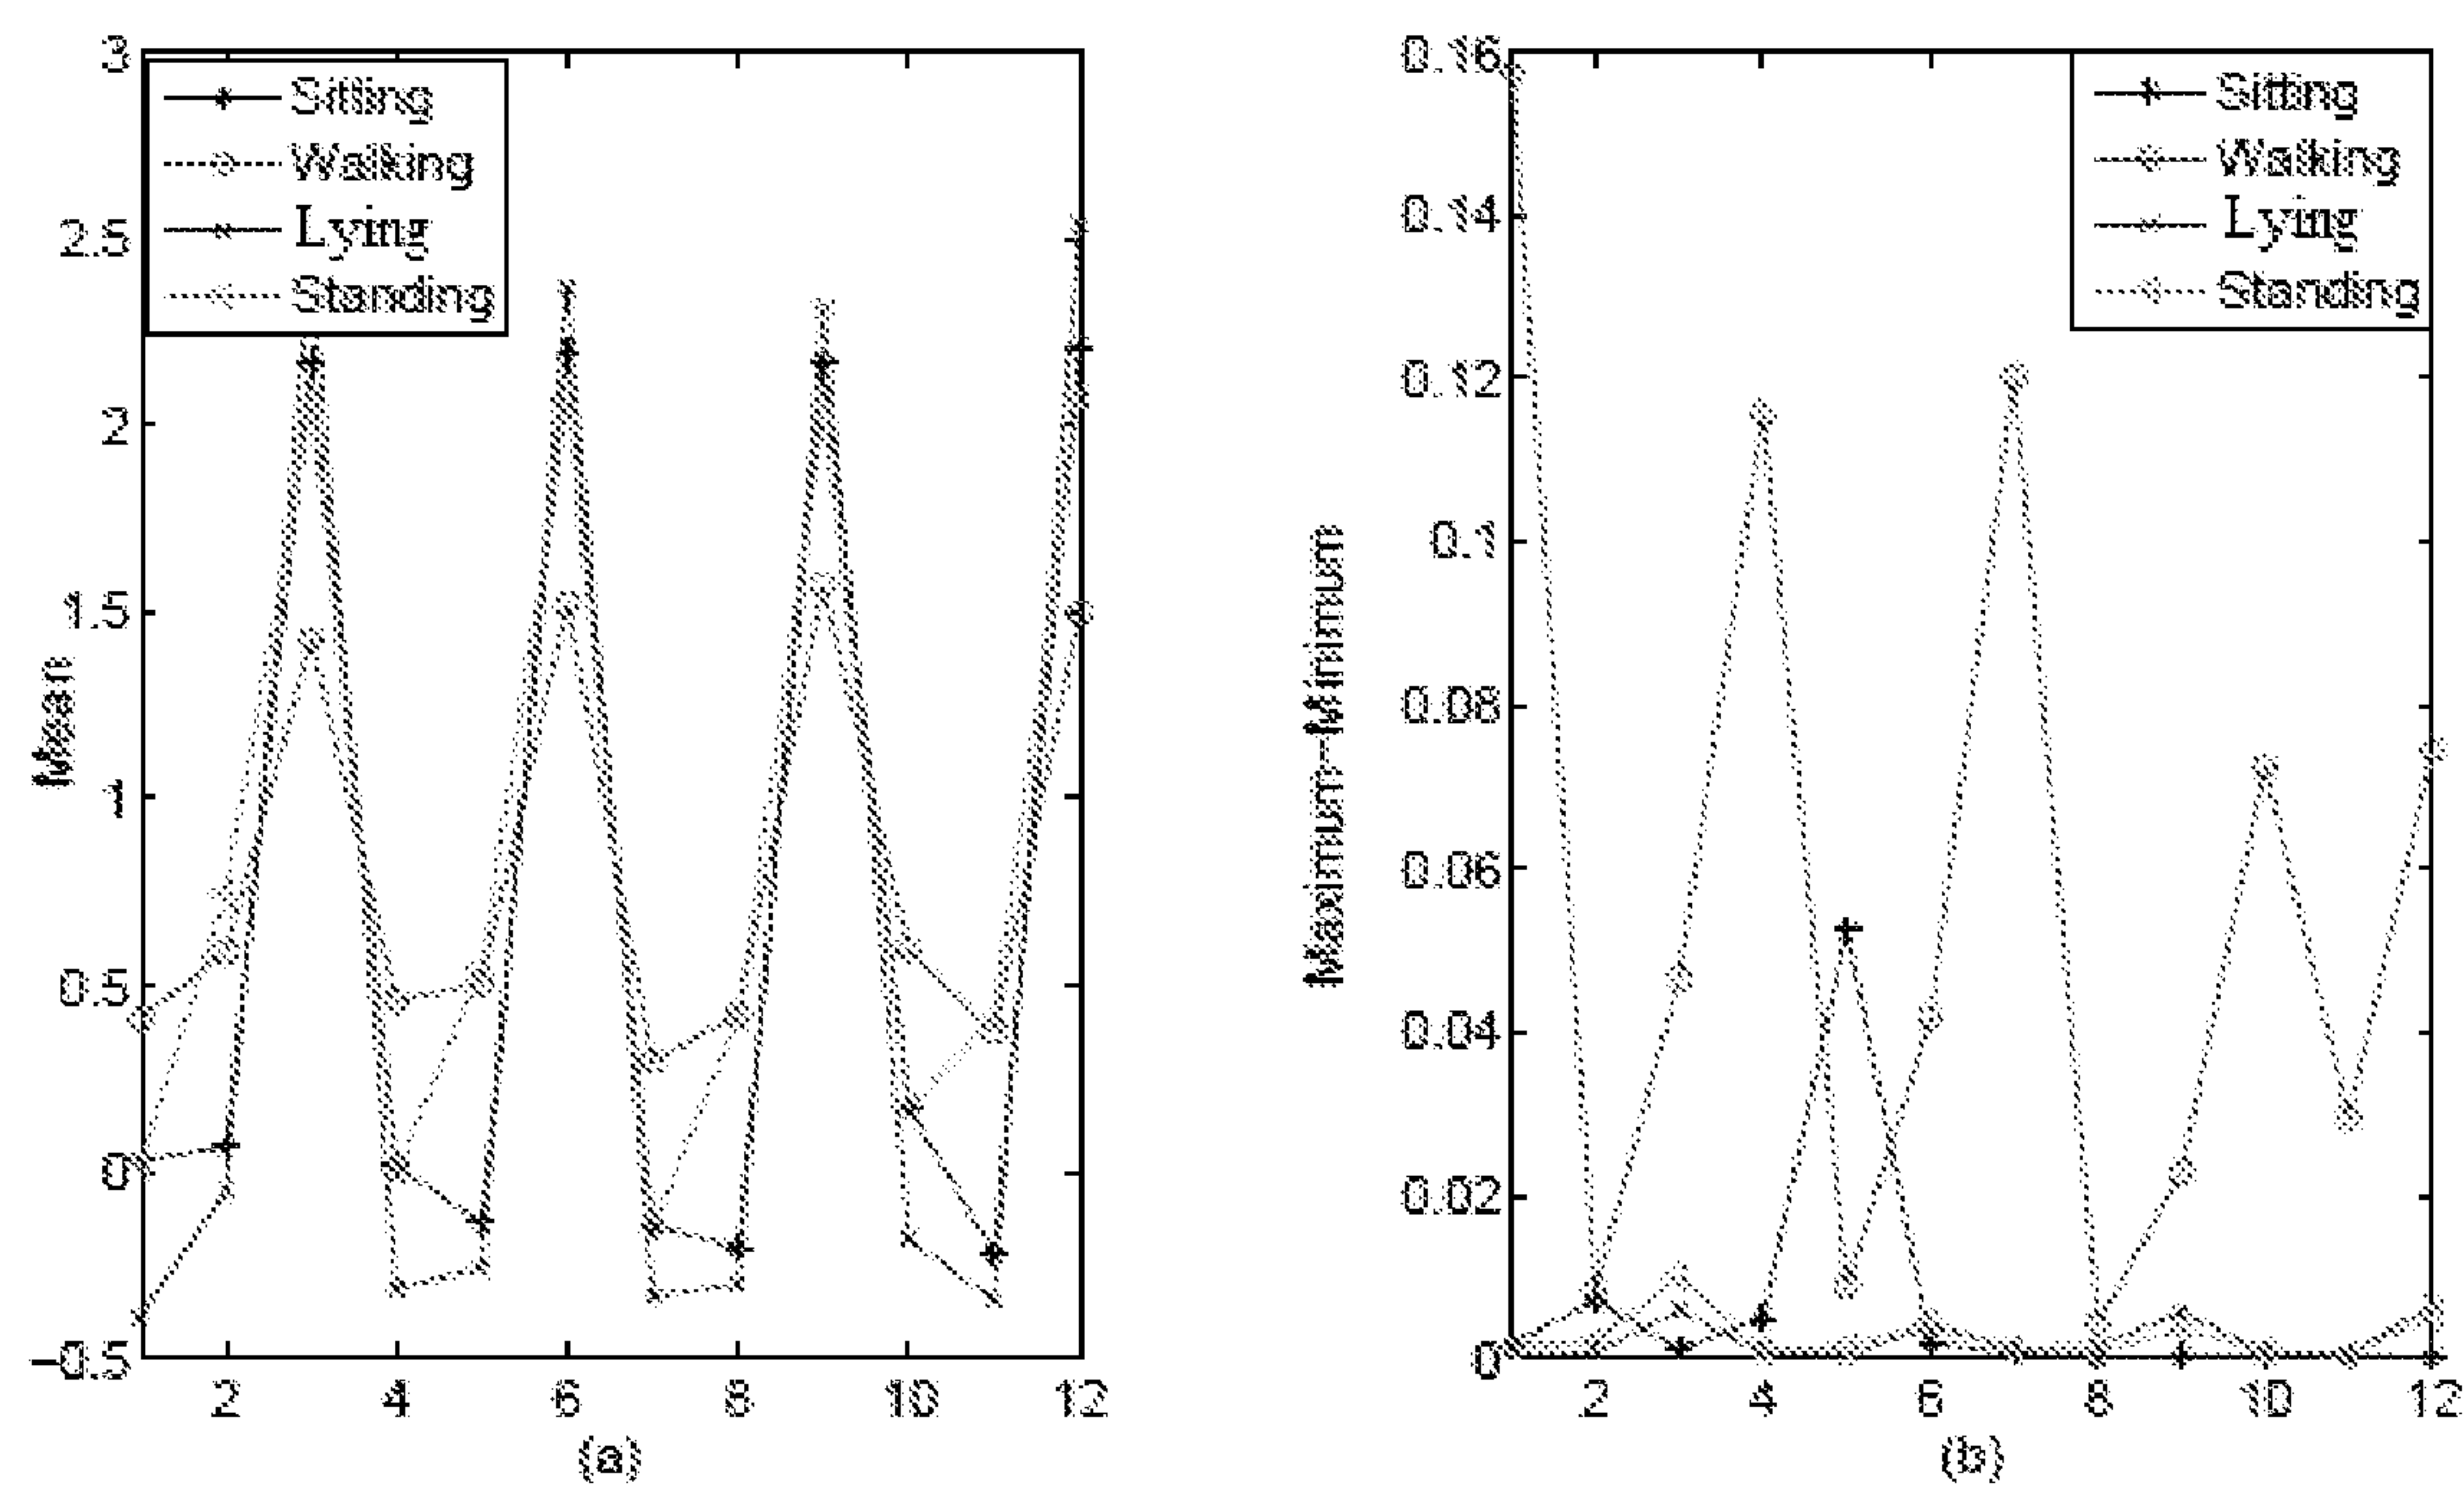 3
2.5
2
1.5
1
0.5
0
-0.5
Mean
Sitting
Walking
Lying
Standing
2 4 6 8 10 12
(a)
0.16
0.14
0.12
0.1
0.08
0.06
0.04
0.02
0
Maximum-Minimum
Sitting
Walking
Lying
Standing
2 4 6 8 10 12
(b)